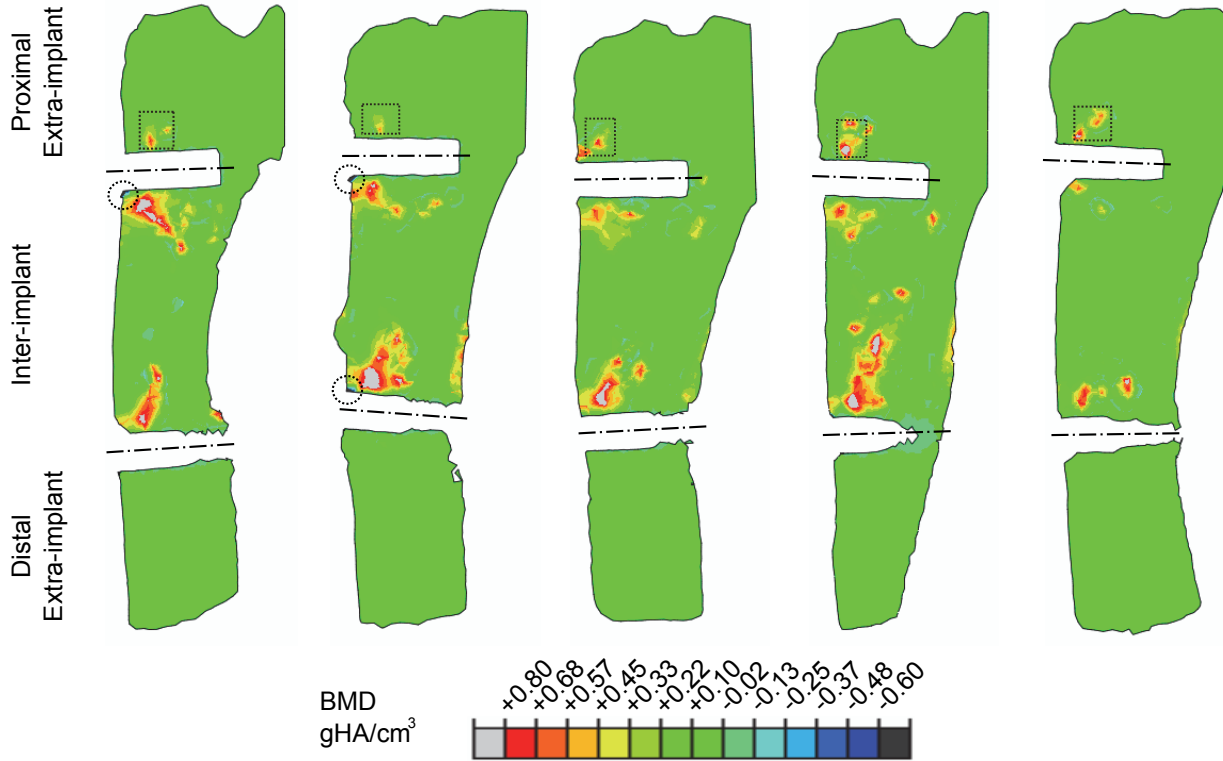 Proximal
Extra-implant
Inter-implant
Distal
Extra-implant
BMD
gHA/cm³
+0.80
+0.68
+0.57
+0.45
+0.33
+0.22
+0.10
-0.02
-0.13
-0.25
-0.37
-0.48
-0.60